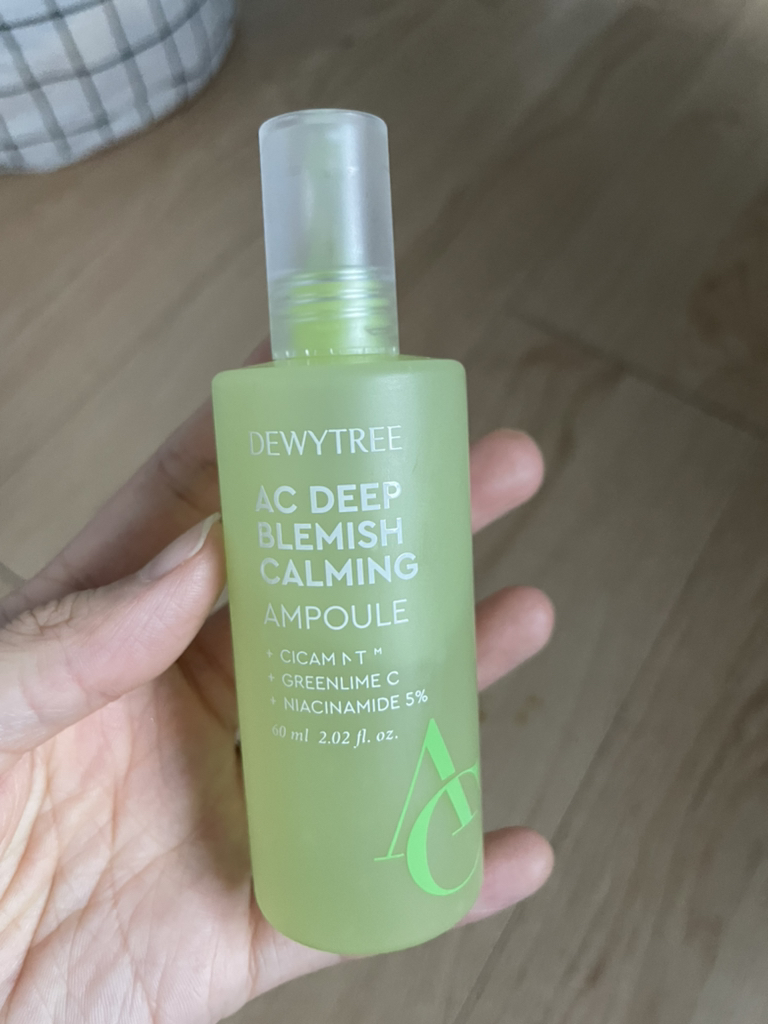 DEWYTREE
AC DEEP
BLEMISH
CALMING
AMPOULE
+ GREENLIME C
+ NIACINAMIDE 5%
60 ml 2.02 fl. oz.
AC